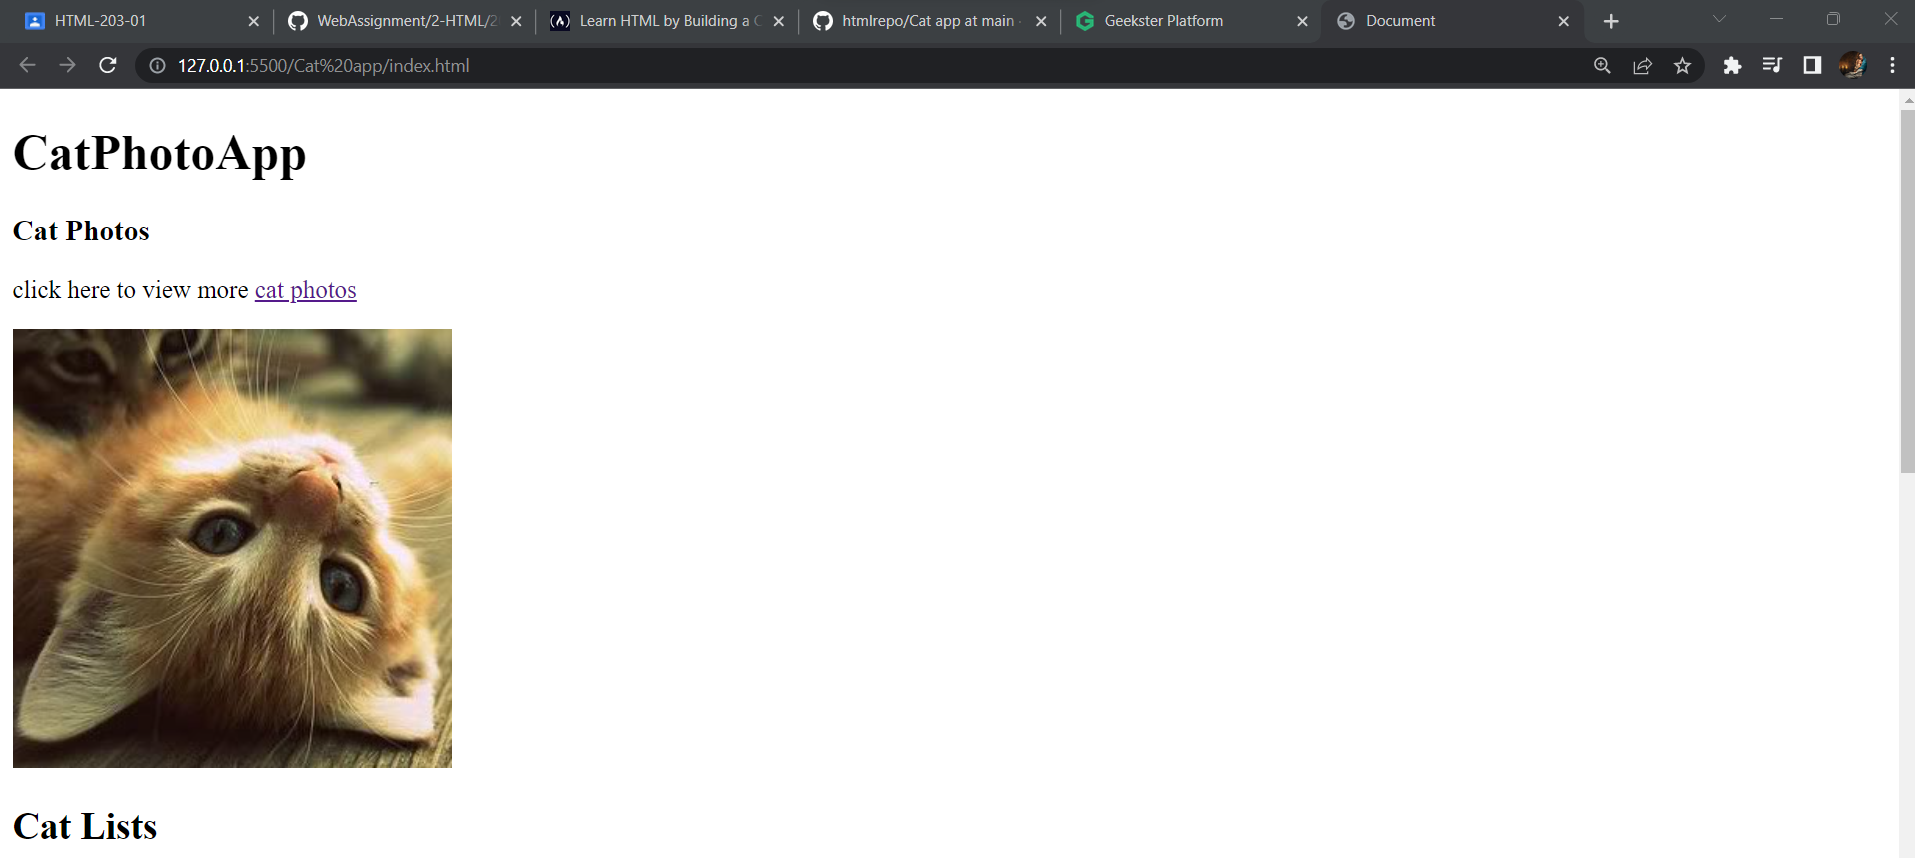 HTML-203-01
WebAssignment/2-HTML/2
Learn HTML by Building a C
htmlrepo/Cat app at main
Geekster Platform
Document
127.0.0.1:5500/Cat%20app/index.html
CatPhotoApp
Cat Photos
click here to view more cat photos
Cat Lists